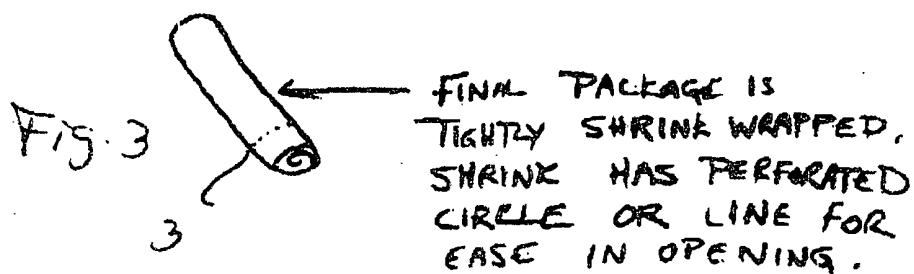 Fig. 3
3
FINAL PACKAGE IS
TIGHTLY SHRINK WRAPPED.
SHRINK HAS PERFORATED
CIRCLE OR LINE FOR
EASE IN OPENING.